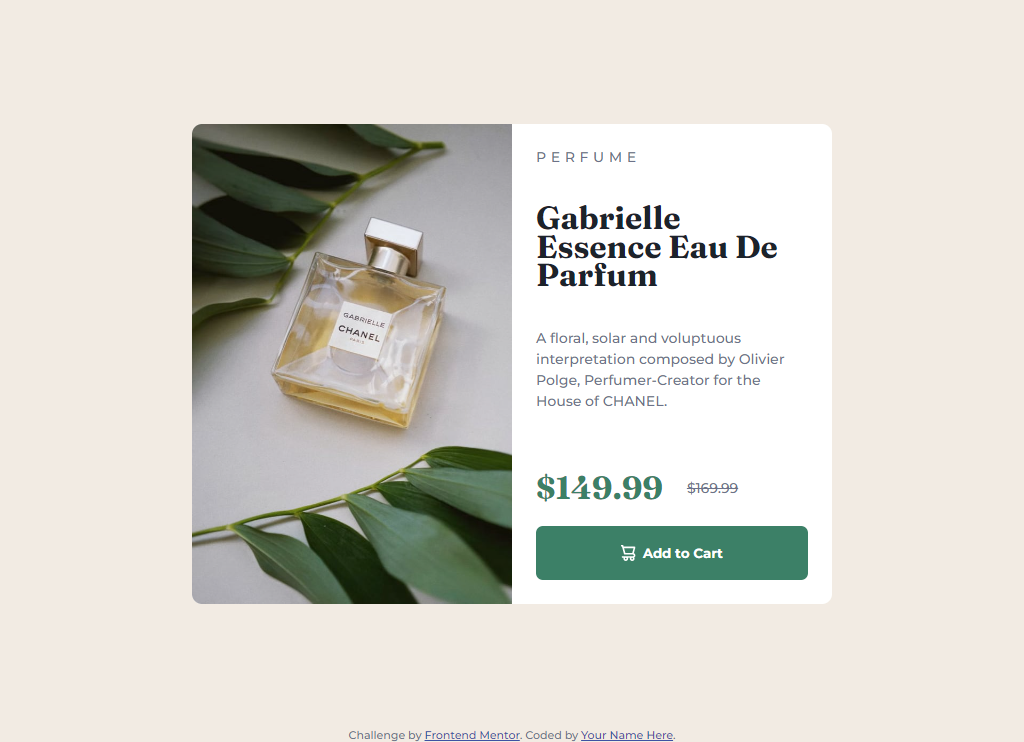 GABRIELLE
CHANEL
PARIS
PERFUME
Gabrielle
Essence Eau De
Parfum
A floral, solar and voluptuous
interpretation composed by Olivier
Polge, Perfumer-Creator for the
House of CHANEL.
$149.99 $169.99
Add to Cart
Challenge by Frontend Mentor. Coded by Your Name Here.